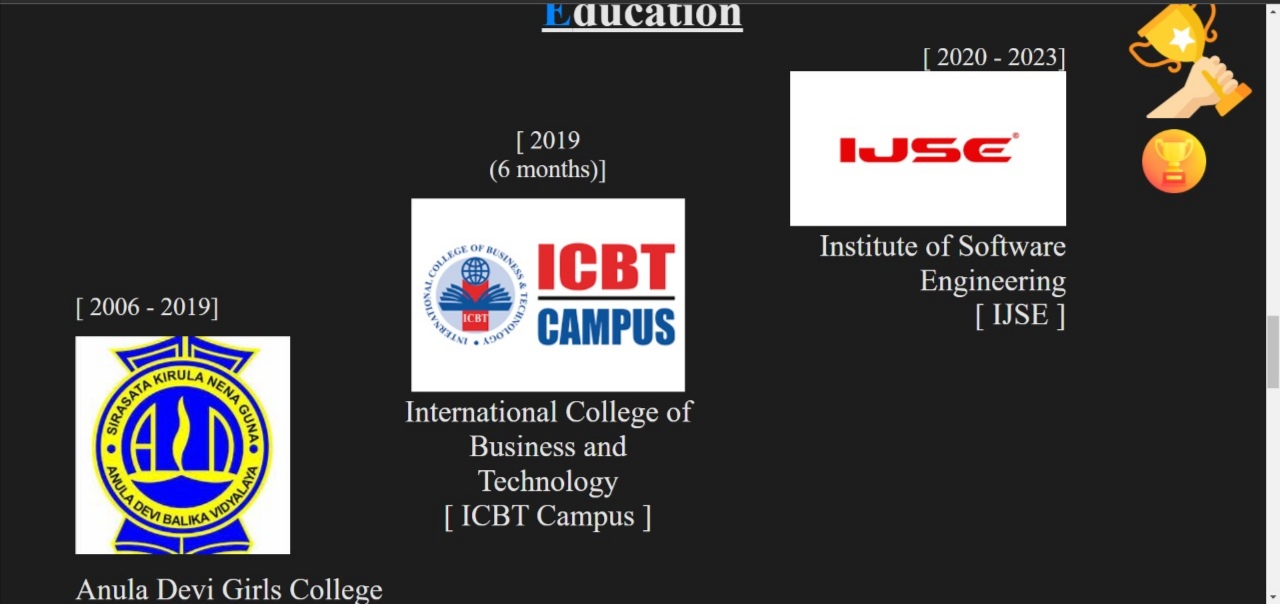 Education
[ 2020 - 2023]
IJSE®
Institute of Software
Engineering
[ IJSE ]
[ 2019
(6 months)]
INTERNATIONAL COLLEGE OF BUSINESS & TECHNOLOGY
ICBT
ICBT
CAMPUS
International College of
Business and
Technology
[ ICBT Campus ]
[ 2006 - 2019]
SIRASATA KIRULA NENA GUNA
AD
ANULA DEVI BALIKA VIDYALAYA
Anula Devi Girls College